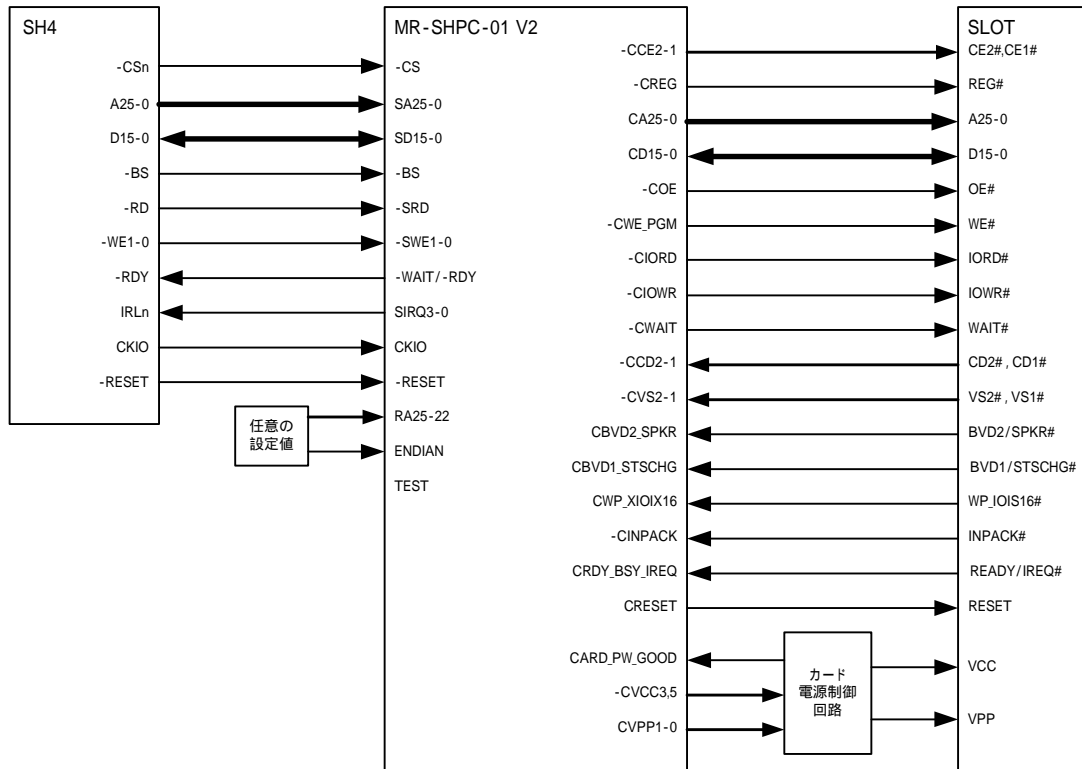 SH4
-CSn
A25-0
D15-0
-BS
-RD
-WE1-0
-RDY
IRLn
CKIO
-RESET
任意の
設定値
MR-SHPC-01 V2
-CS
SA25-0
SD15-0
-BS
-SRD
-SWE1-0
-WAIT/-RDY
SIRQ3-0
CKIO
-RESET
RA25-22
ENDIAN
TEST
-CCE2-1
-CREG
CA25-0
CD15-0
-COE
-CWE_PGM
-CIORD
-CIOWR
-CWAIT
-CCD2-1
-CVS2-1
CBVD2_SPKR
CBVD1_STSCHG
CWP_XIOIX16
-CINPACK
CRDY_BSY_IREQ
CRESET
CARD_PW_GOOD
-CVCC3,5
CVPP1-0
カード
電源制御
回路
SLOT
CE2#,CE1#
REG#
A25-0
D15-0
OE#
WE#
IORD#
IOWR#
WAIT#
CD2#, CD1#
VS2#, VS1#
BVD2/SPKR#
BVD1/STSCHG#
WP_IOIS16#
INPACK#
READY/IREQ#
RESET
VCC
VPP